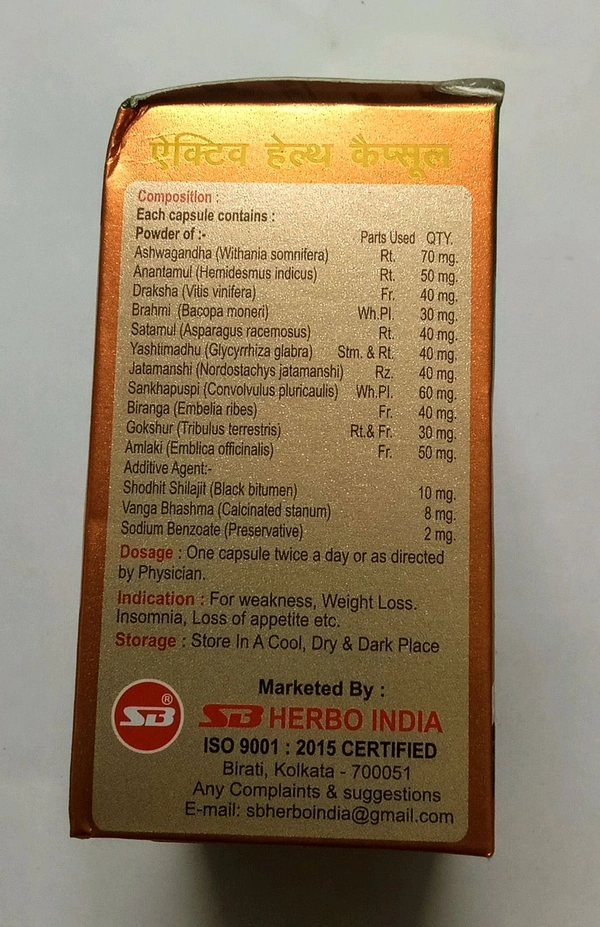 ऐक्टिव हेल्थ कैप्सूल
Composition :
Each capsule contains :
Powder of :- Parts Used QTY.
Ashwagandha (Withania somnifera) Rt. 70 mg.
Anantamul (Hemidesmus indicus) Rt. 50 mg.
Draksha (Vitis vinifera) Fr. 40 mg.
Brahmi (Bacopa moneri) Wh.Pl. 30 mg.
Satamul (Asparagus racemosus) Rt. 40 mg.
Yashtimadhu (Glycyrrhiza glabra) Stm. & Rt. 40 mg.
Jatamanshi (Nordostachys jatamanshi) Rz. 40 mg.
Sankhapuspi (Convolvulus pluricaulis) Wh.Pl. 60 mg.
Biranga (Embelia ribes) Fr. 40 mg.
Gokshur (Tribulus terrestris) Rt.& Fr. 30 mg.
Amlaki (Emblica officinalis) Fr. 50 mg.
Additive Agent:-
Shodhit Shilajit (Black bitumen) 10 mg.
Vanga Bhashma (Calcinated stanum) 8 mg.
Sodium Benzoate (Preservative) 2 mg.
Dosage : One capsule twice a day or as directed
by Physician.
Indication : For weakness, Weight Loss.
Insomnia, Loss of appetite etc.
Storage : Store In A Cool, Dry & Dark Place
Marketed By :
SB ® SB HERBO INDIA
ISO 9001 : 2015 CERTIFIED
Birati, Kolkata - 700051
Any Complaints & suggestions
E-mail: sbherboindia@gmail.com